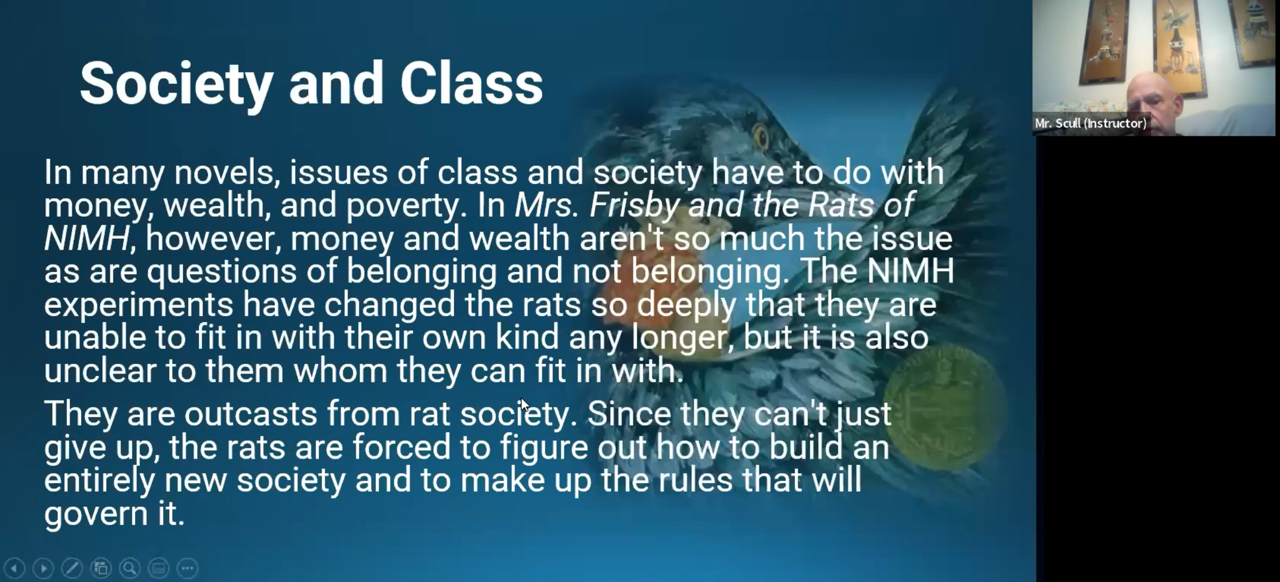 Society and Class
In many novels, issues of class and society have to do with
money, wealth, and poverty. In Mrs. Frisby and the Rats of
NIMH, however, money and wealth aren't so much the issue
as are questions of belonging and not belonging. The NIMH
experiments have changed the rats so deeply that they are
unable to fit in with their own kind any longer, but it is also
unclear to them whom they can fit in with.
They are outcasts from rat society. Since they can't just
give up, the rats are forced to figure out how to build an
entirely new society and to make up the rules that will
govern it.
Mr. Scull (Instructor)